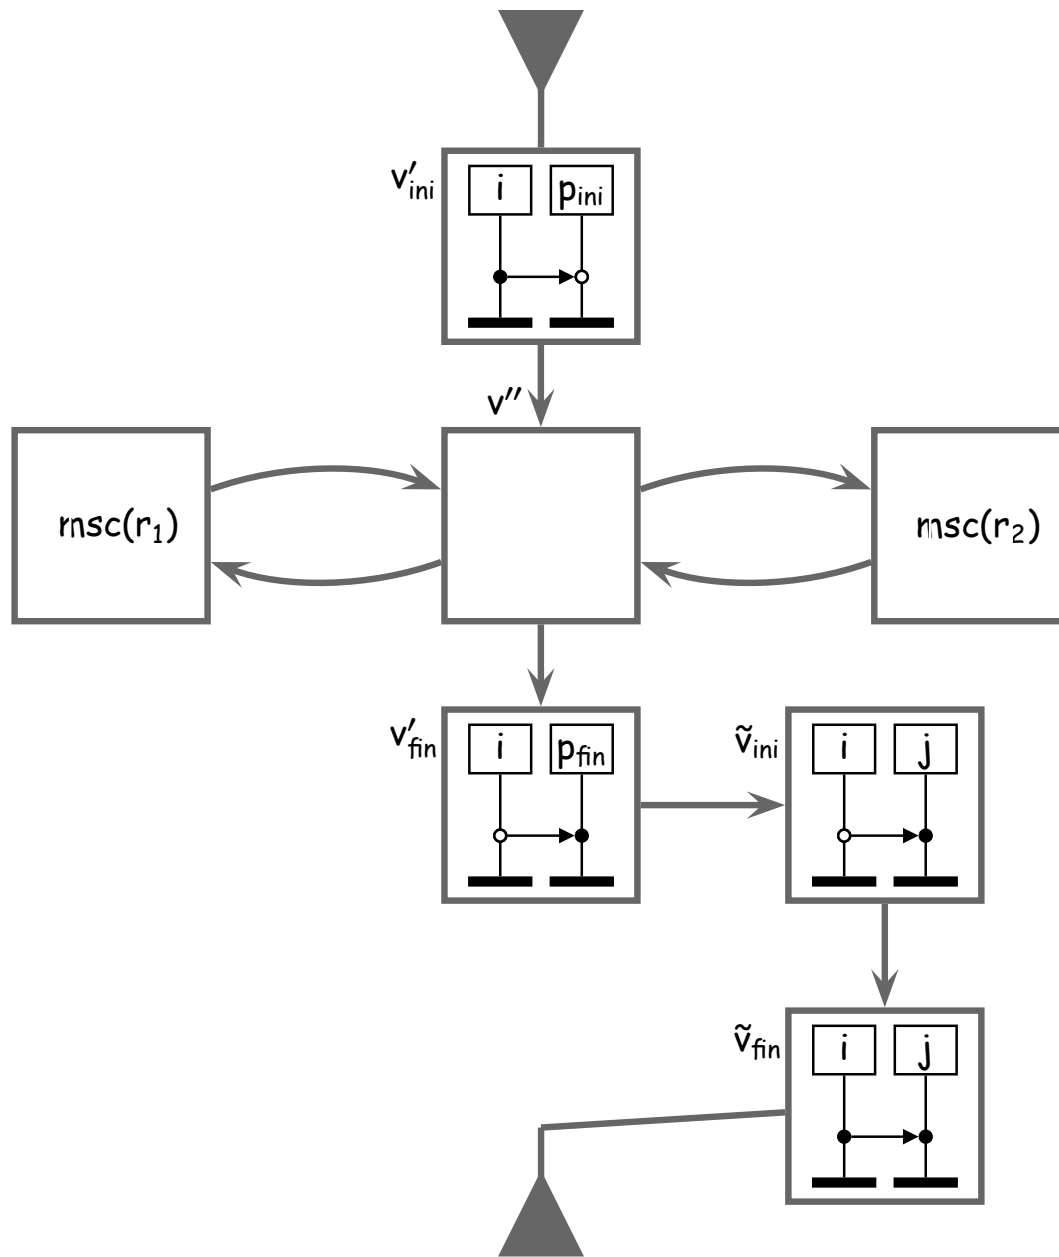 v′ini
i pini
v″
msc(r1)
msc(r2)
v′fin
i pfin
ṽini
i j
ṽfin
i j